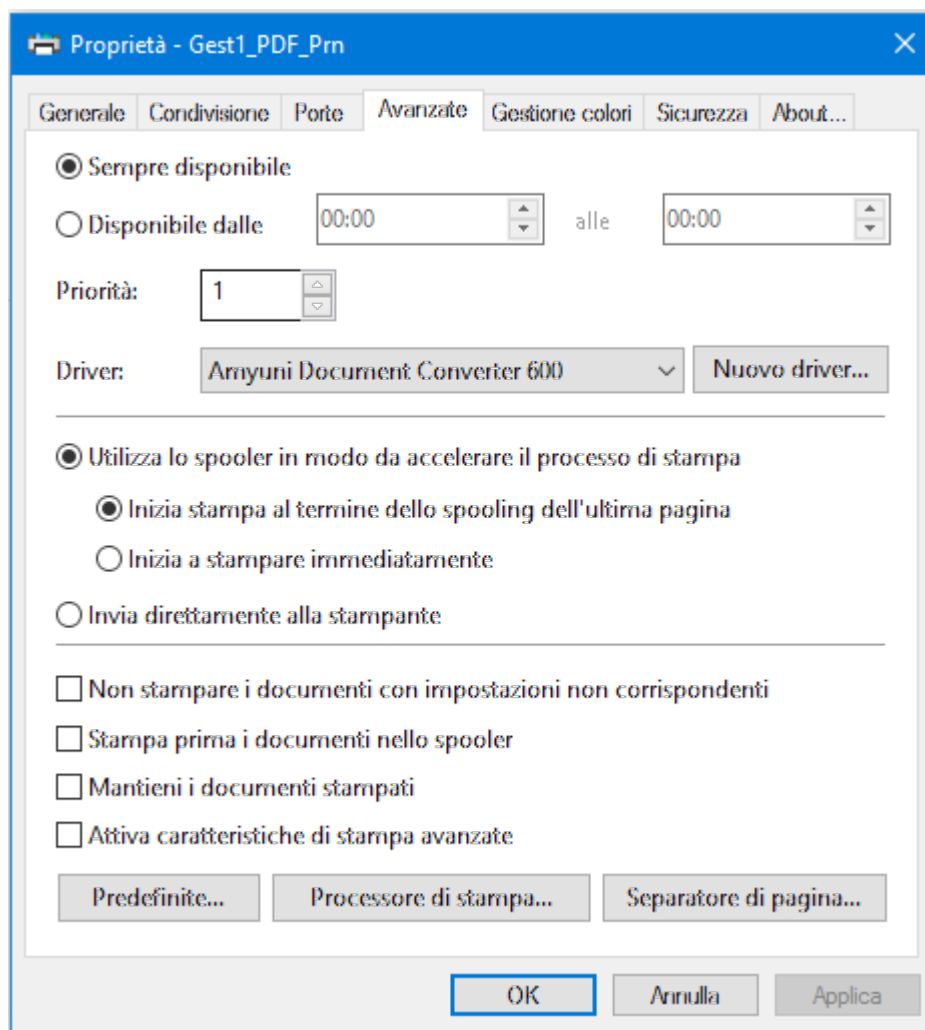 Proprietà - Gest1_PDF_Prn
Generale Condivisione Porte Avanzate Gestione colori Sicurezza About...
Sempre disponibile
Disponibile dalle 00:00 alle 00:00
Priorità: 1
Driver: Amyuni Document Converter 600 Nuovo driver...
Utilizza lo spooler in modo da accelerare il processo di stampa
Inizia stampa al termine dello spooling dell'ultima pagina
Inizia a stampare immediatamente
Invia direttamente alla stampante
Non stampare i documenti con impostazioni non corrispondenti
Stampa prima i documenti nello spooler
Mantieni i documenti stampati
Attiva caratteristiche di stampa avanzate
Predefinite... Processore di stampa... Separatore di pagina...
OK Annulla Applica